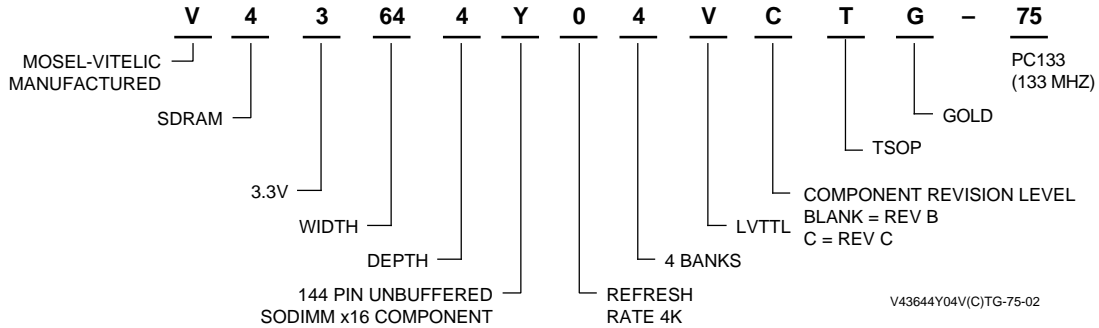 V 4 3 64 4 Y 0 4 V C T G – 75
MOSEL-VITELIC
MANUFACTURED
SDRAM
3.3V
WIDTH
DEPTH
144 PIN UNBUFFERED
SODIMM x16 COMPONENT
REFRESH
RATE 4K
4 BANKS
LVTTL
COMPONENT REVISION LEVEL
BLANK = REV B
C = REV C
TSOP
GOLD
PC133
(133 MHZ)
V43644Y04V(C)TG-75-02